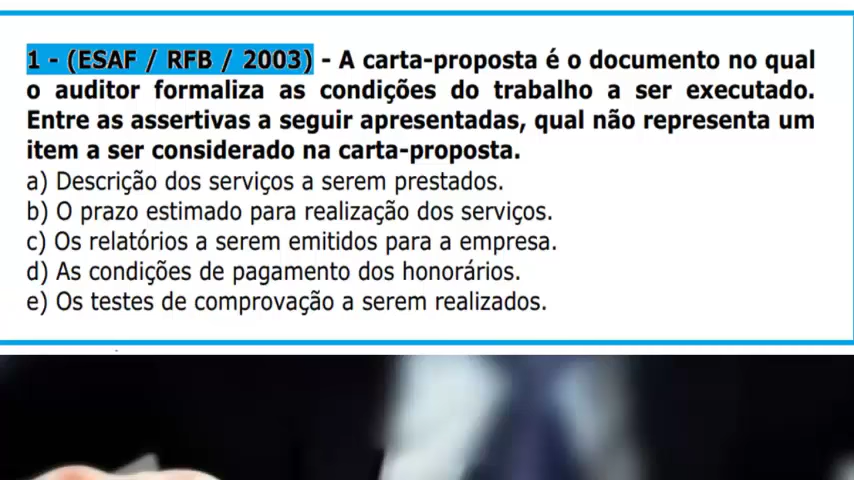 1 - (ESAF / RFB / 2003) - A carta-proposta é o documento no qual
o auditor formaliza as condições do trabalho a ser executado.
Entre as assertivas a seguir apresentadas, qual não representa um
item a ser considerado na carta-proposta.
a) Descrição dos serviços a serem prestados.
b) O prazo estimado para realização dos serviços.
c) Os relatórios a serem emitidos para a empresa.
d) As condições de pagamento dos honorários.
e) Os testes de comprovação a serem realizados.